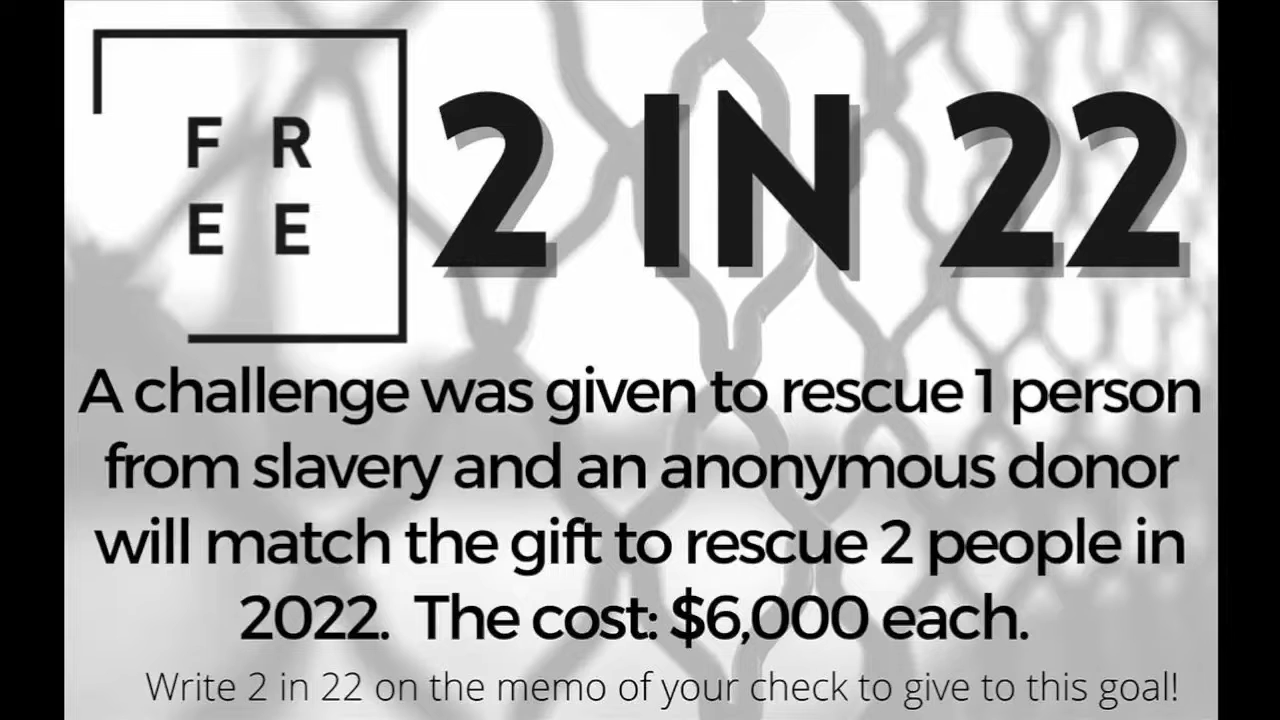 F R
E E
2 IN 22
A challenge was given to rescue 1 person
from slavery and an anonymous donor
will match the gift to rescue 2 people in
2022. The cost: $6,000 each.
Write 2 in 22 on the memo of your check to give to this goal!